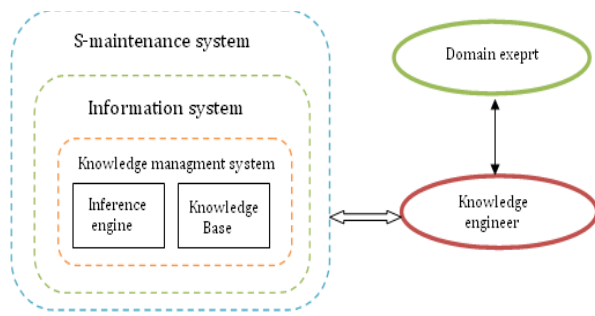 S-maintenance system
Information system
Knowledge managment system
Inference
engine
Knowledge
Base
Domain exeprt
Knowledge
engineer